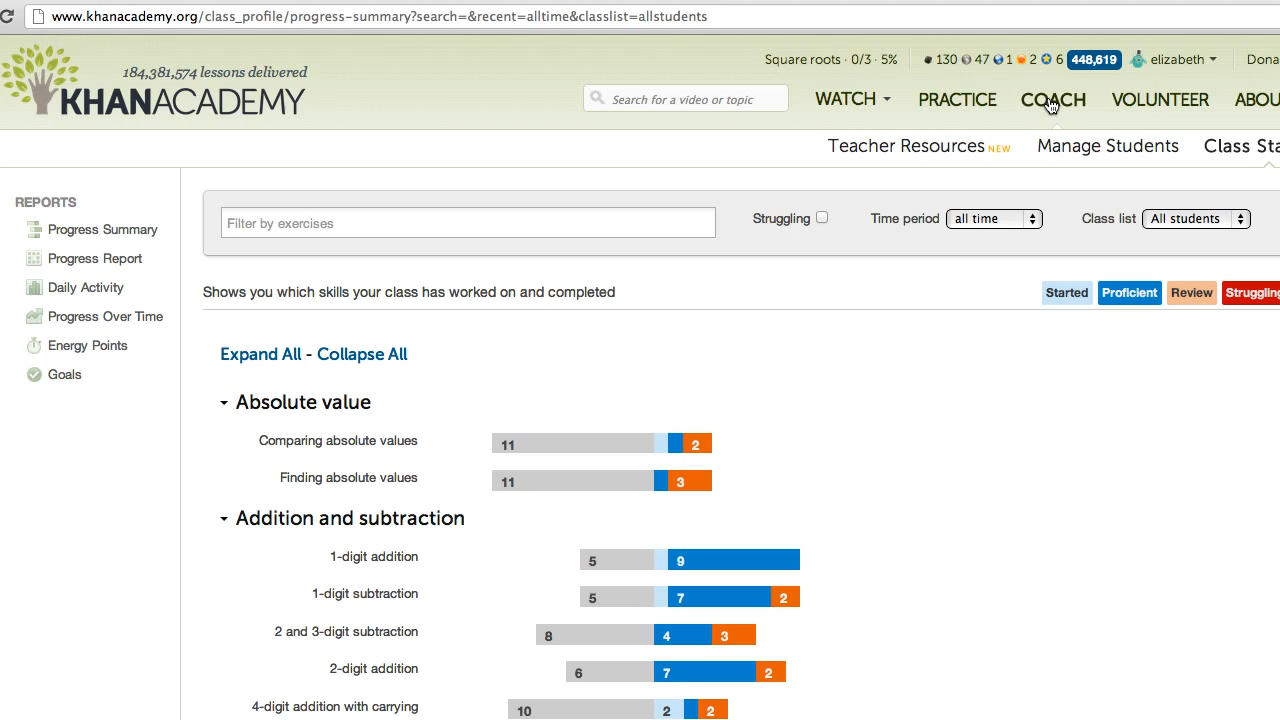 www.khanacademy.org/class_profile/progress-summary?search=&recent=alltime&classlist=allstudents
184,381,574 lessons delivered
KHANACADEMY
Square roots · 0/3 · 5%
130 47 1 2 6 448,619 elizabeth
Dona
Search for a video or topic
WATCH PRACTICE COACH VOLUNTEER ABOU
Teacher Resources NEW Manage Students Class Sta
REPORTS
Progress Summary
Progress Report
Daily Activity
Progress Over Time
Energy Points
Goals
Filter by exercises
Struggling
Time period all time
Class list All students
Shows you which skills your class has worked on and completed
Started Proficient Review Struggling
Expand All - Collapse All
Absolute value
Comparing absolute values 11 2
Finding absolute values 11 3
Addition and subtraction
1-digit addition 5 9
1-digit subtraction 5 7 2
2 and 3-digit subtraction 8 4 3
2-digit addition 6 7 2
4-digit addition with carrying 10 2 2